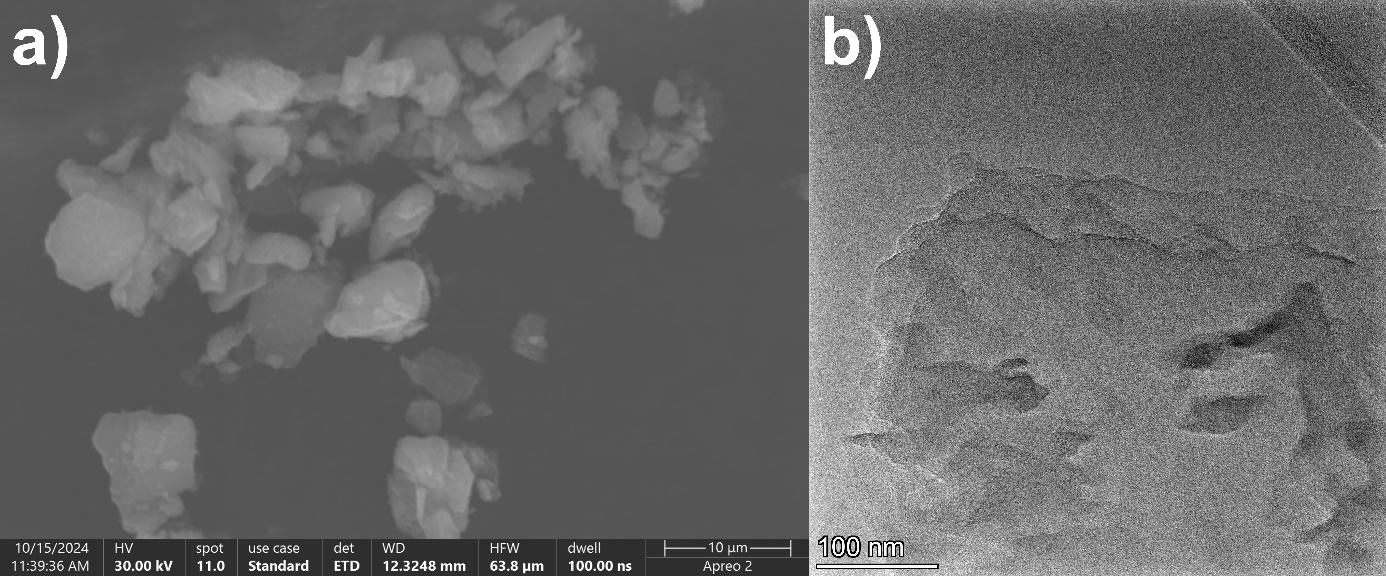 a)
b)
10/15/2024 HV spot use case det WD HFW dwell 10 µm
11:39:36 AM 30.00 kV 11.0 Standard ETD 12.3248 mm 63.8 µm 100.00 ns Apreo 2
100 nm